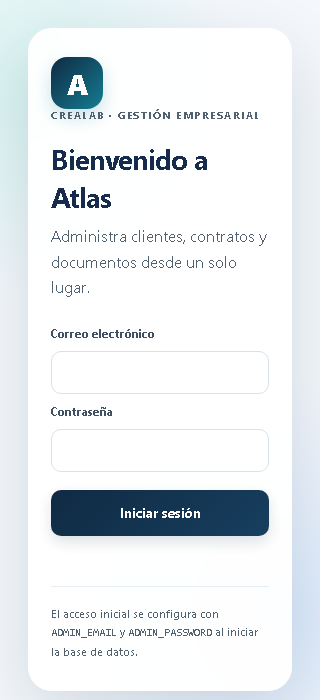 A
CREALAB · GESTIÓN EMPRESARIAL
Bienvenido a
Atlas
Administra clientes, contratos y
documentos desde un solo
lugar.
Correo electrónico
Contraseña
Iniciar sesión
El acceso inicial se configura con
ADMIN_EMAIL y ADMIN_PASSWORD al iniciar
la base de datos.